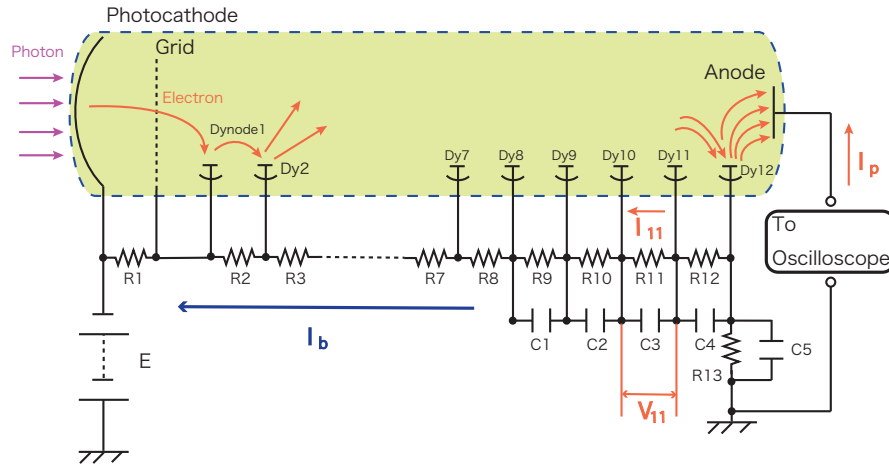 Photocathode
Grid
Photon
Anode
Electron
Dynode1
Dy2
Dy7
Dy8
Dy9
Dy10
Dy11
Dy12
Ip
I11
To
Oscilloscope
R1
R2
R3
R7
R8
R9
R10
R11
R12
Ib
C1
C2
C3
C4
C5
R13
E
V11